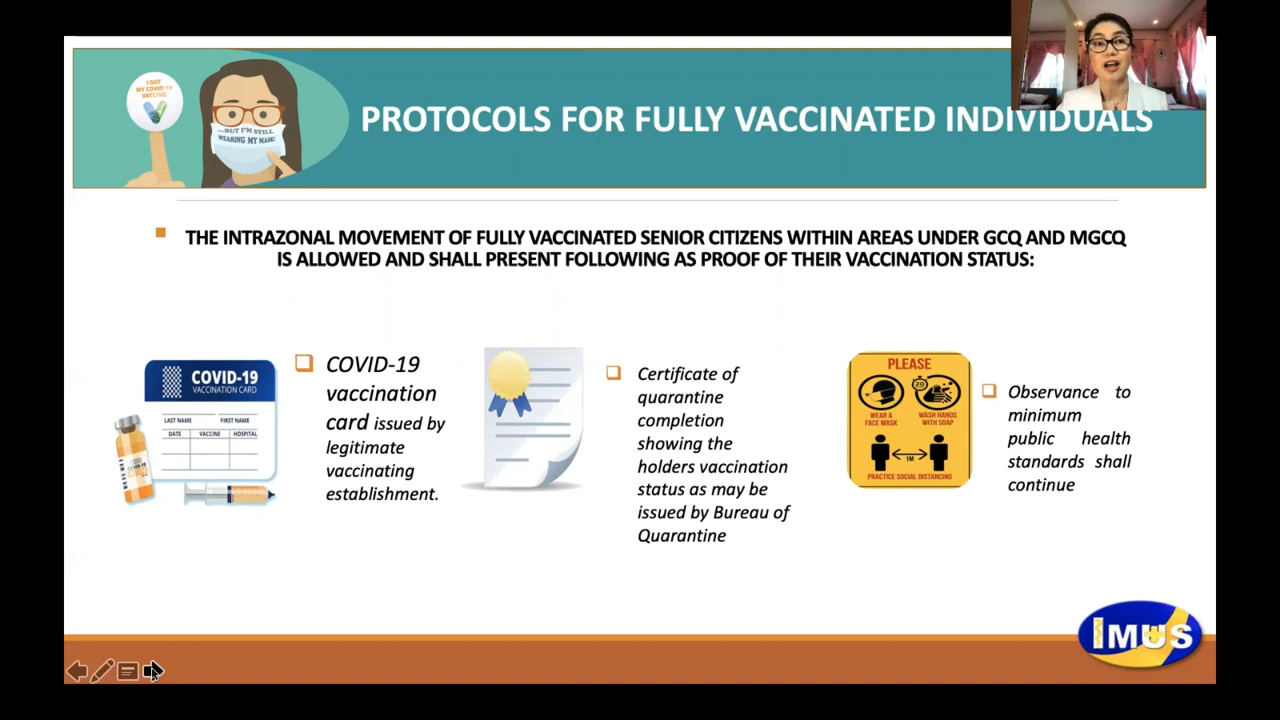 I GOT
MY COVID-19
VACCINE!
...BUT I'M STILL
WEARING MY MASK!
PROTOCOLS FOR FULLY VACCINATED INDIVIDUALS
THE INTRAZONAL MOVEMENT OF FULLY VACCINATED SENIOR CITIZENS WITHIN AREAS UNDER GCQ AND MGCQ
IS ALLOWED AND SHALL PRESENT FOLLOWING AS PROOF OF THEIR VACCINATION STATUS:
COVID-19
VACCINATION CARD
LAST NAME FIRST NAME
DATE VACCINE HOSPITAL
COVID-19
COVID-19
vaccination
card issued by
legitimate
vaccinating
establishment.
Certificate of
quarantine
completion
showing the
holders vaccination
status as may be
issued by Bureau of
Quarantine
PLEASE
20
WEAR A
FACE MASK
WASH HANDS
WITH SOAP
1M
PRACTICE SOCIAL DISTANCING
Observance to
minimum
public health
standards shall
continue
IMUS